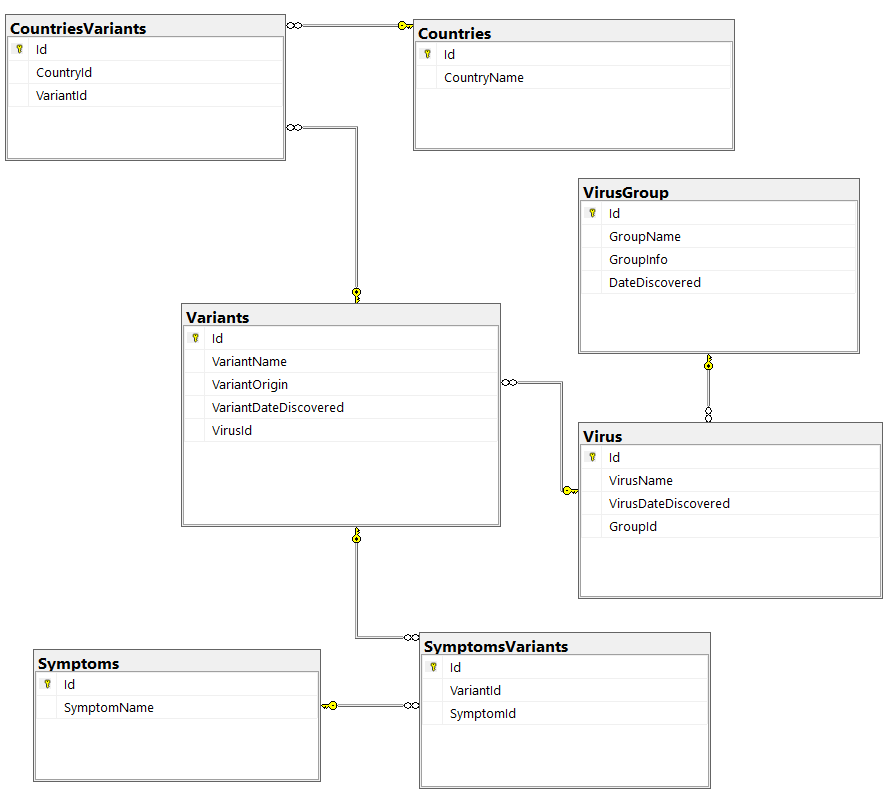 CountriesVariants
Id
CountryId
VariantId
Countries
Id
CountryName
VirusGroup
Id
GroupName
GroupInfo
DateDiscovered
Variants
Id
VariantName
VariantOrigin
VariantDateDiscovered
VirusId
Virus
Id
VirusName
VirusDateDiscovered
GroupId
Symptoms
Id
SymptomName
SymptomsVariants
Id
VariantId
SymptomId